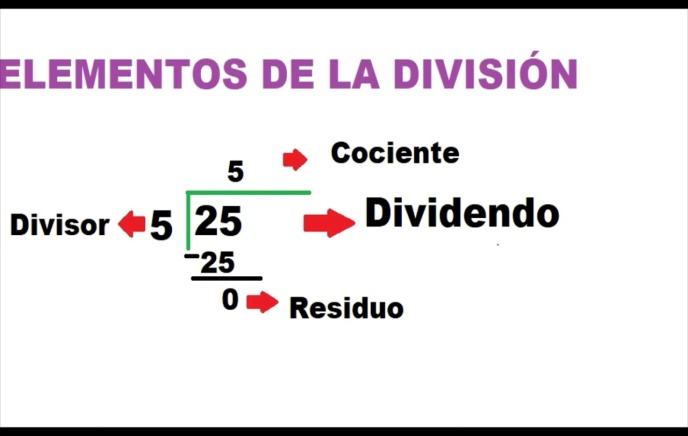 ELEMENTOS DE LA DIVISIÓN
5 Cociente
Divisor 5 25 Dividendo
-25
0 Residuo